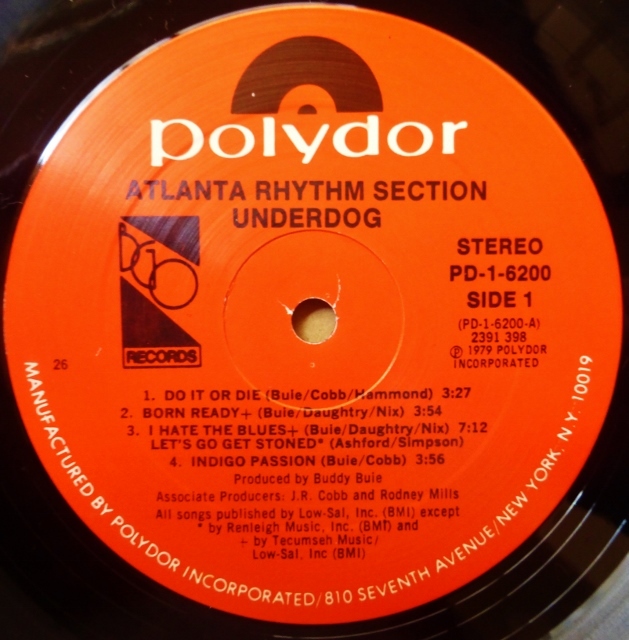 polydor
ATLANTA RHYTHM SECTION
UNDERDOG
BGO
RECORDS
STEREO
PD-1-6200
SIDE 1
(PD-1-6200-A)
2391 398
Ⓟ 1979 POLYDOR
INCORPORATED
26
1. DO IT OR DIE (Buie/Cobb/Hammond) 3:27
2. BORN READY+ (Buie/Daughtry/Nix) 3:54
3. I HATE THE BLUES+ (Buie/Daughtry/Nix) 7:12
LET'S GO GET STONED* (Ashford/Simpson)
4. INDIGO PASSION (Buie/Cobb) 3:56
Produced by Buddy Buie
Associate Producers: J.R. Cobb and Rodney Mills
All songs published by Low-Sal, Inc. (BMI) except
* by Renleigh Music, Inc. (BMI) and
+ by Tecumseh Music/
Low-Sal, Inc (BMI)
MANUFACTURED BY POLYDOR INCORPORATED/810 SEVENTH AVENUE/NEW YORK. N.Y. 10019